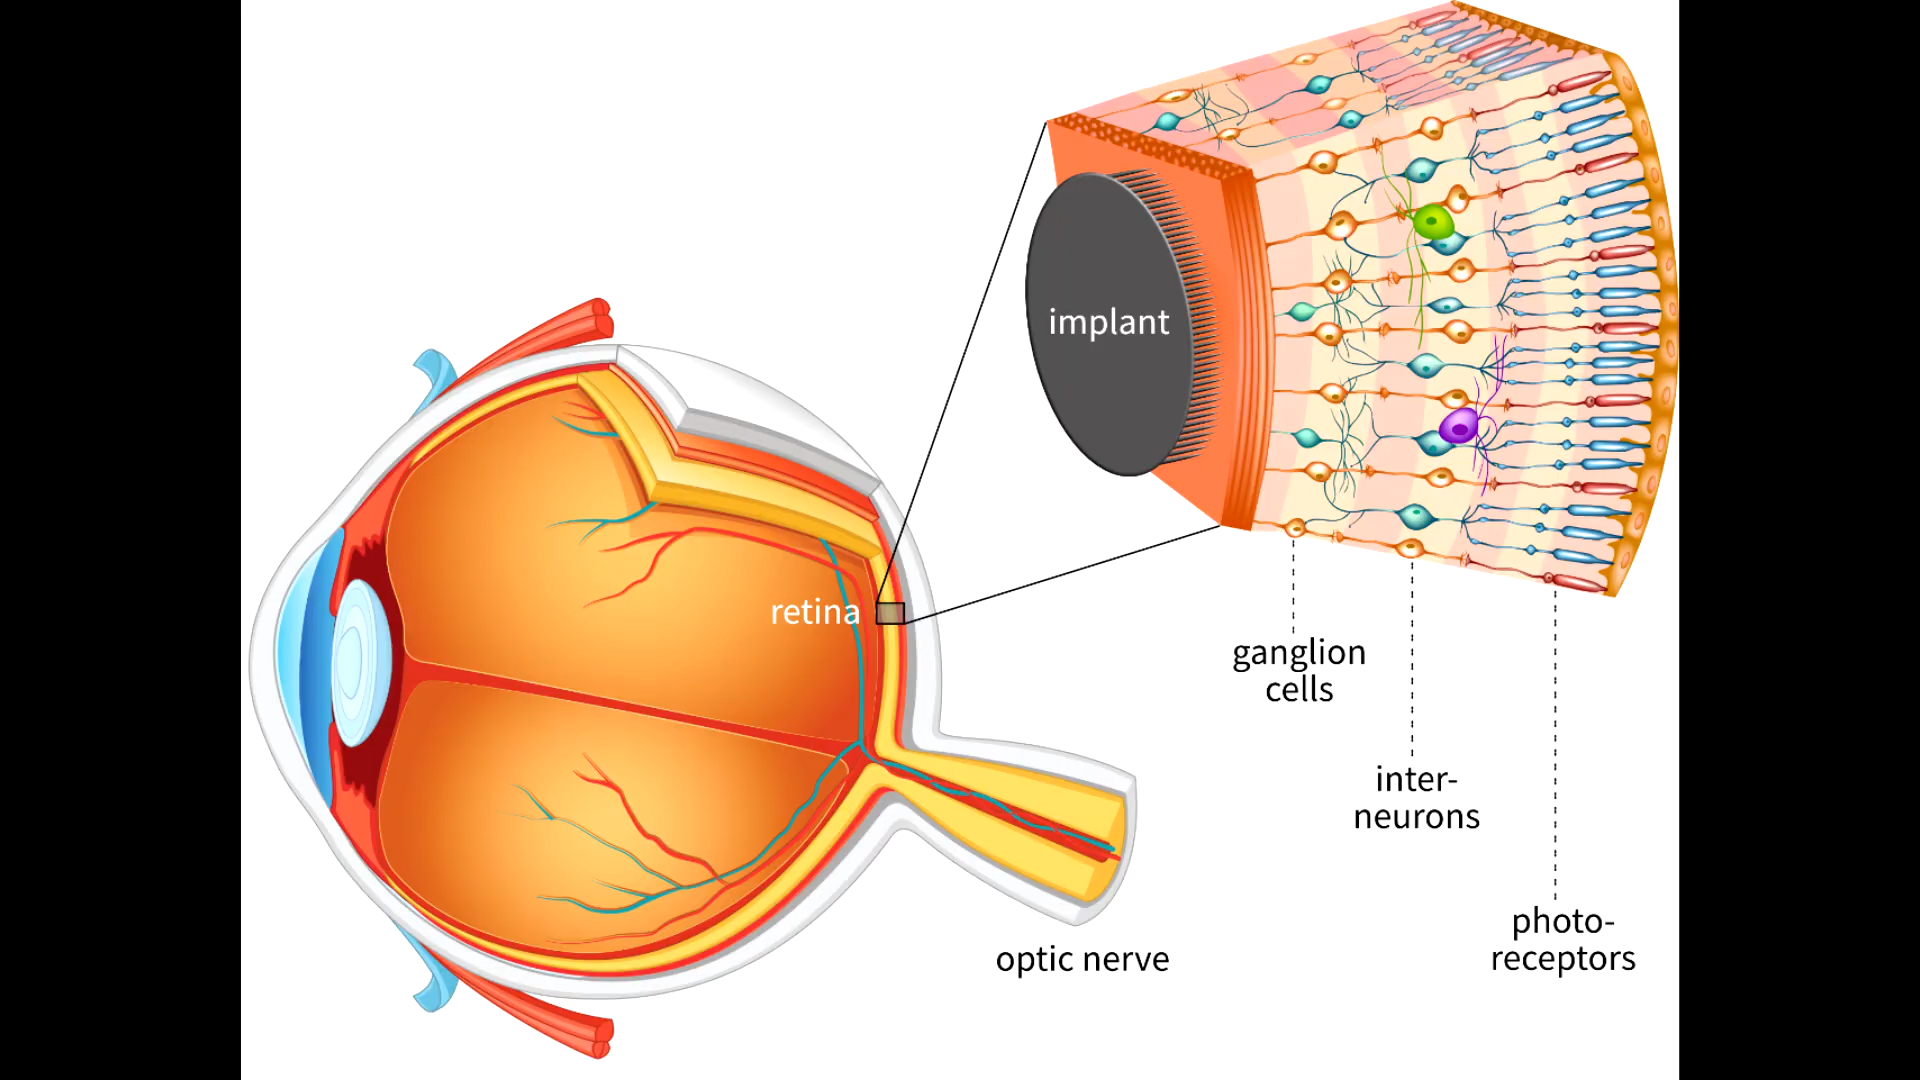 implant
retina
ganglion
cells
inter-
neurons
photo-
receptors
optic nerve